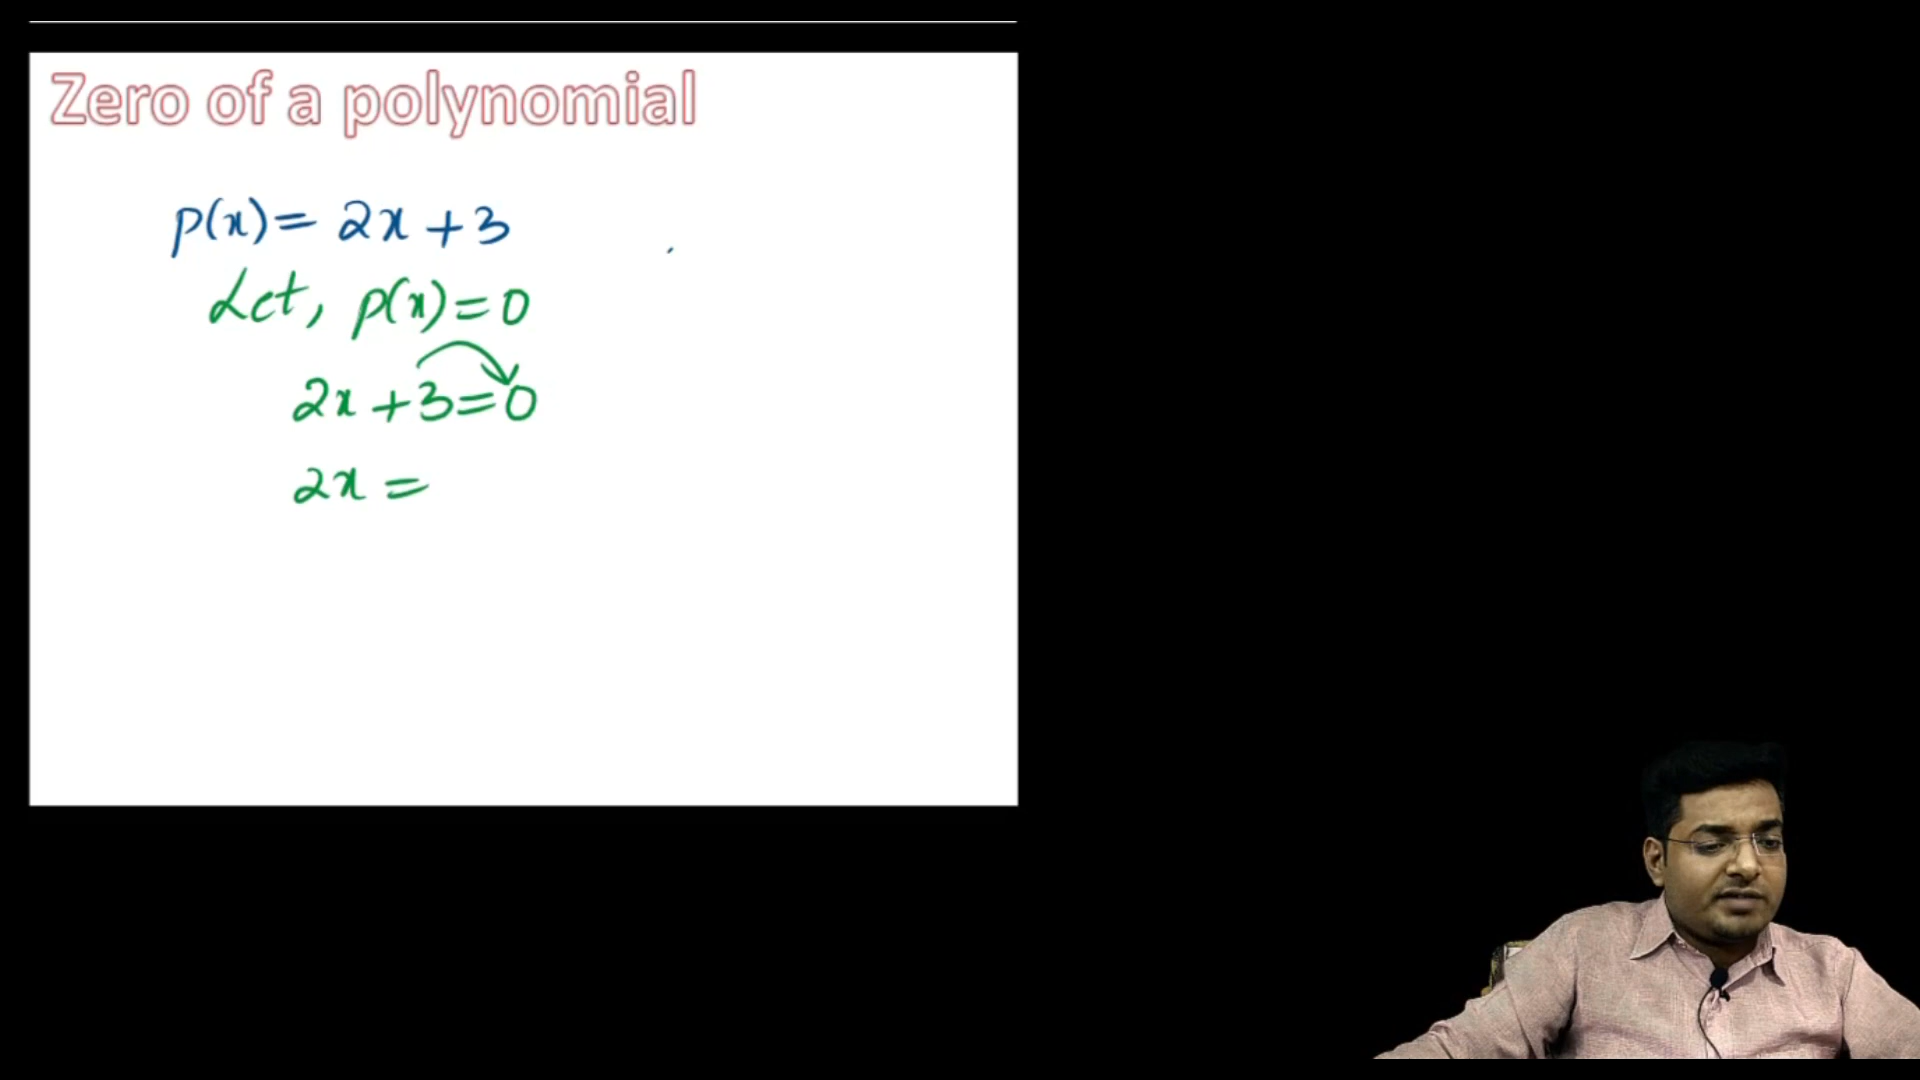 Zero of a polynomial
p(x) = 2x + 3
Let, p(x) = 0
2x + 3 = 0
2x =